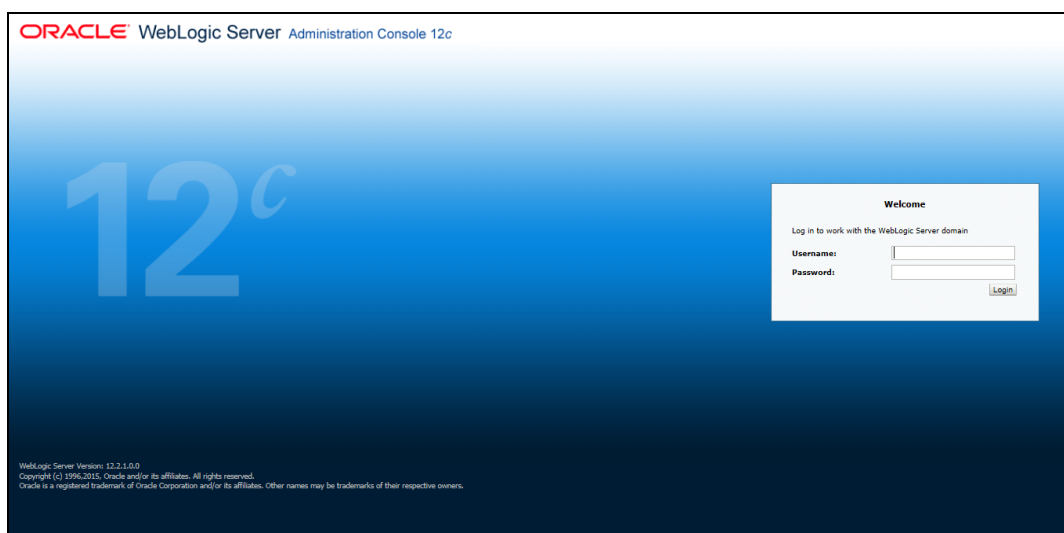 ORACLE WebLogic Server Administration Console 12c
12c
Welcome
Log in to work with the WebLogic Server domain
Username:
Password:
Login
WebLogic Server Version: 12.2.1.0.0
Copyright (c) 1996,2015, Oracle and/or its affiliates. All rights reserved.
Oracle is a registered trademark of Oracle Corporation and/or its affiliates. Other names may be trademarks of their respective owners.